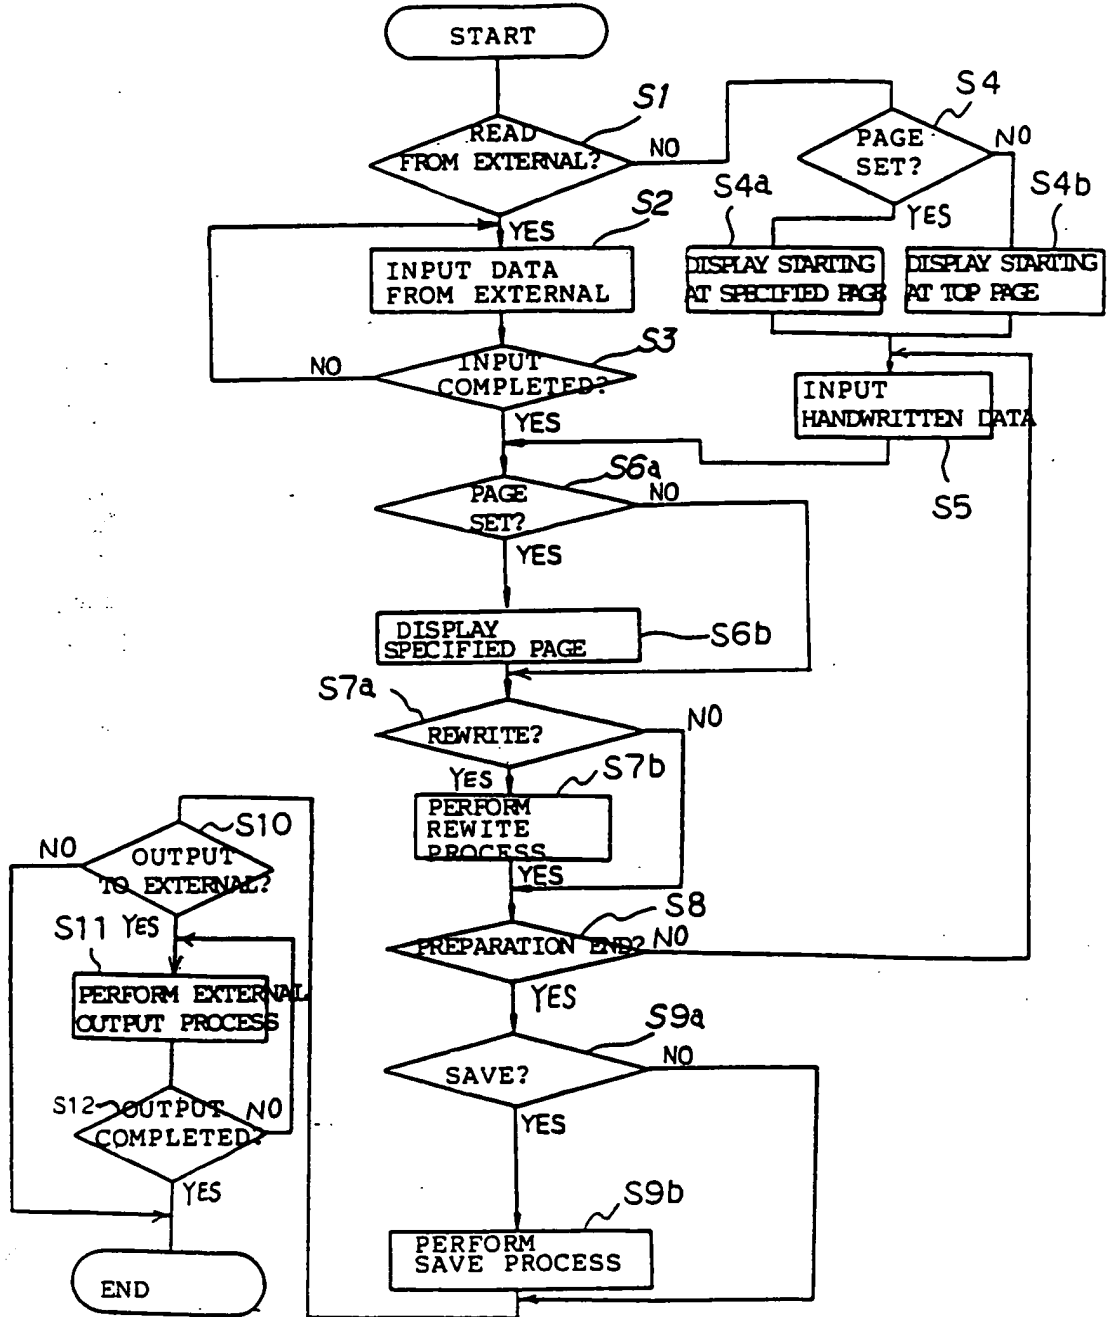 START
S1
READ
FROM EXTERNAL?
NO
S4
PAGE
SET?
NO
YES
S4a
DISPLAY STARTING
AT SPECIFIED PAGE
S4b
DISPLAY STARTING
AT TOP PAGE
YES
S2
INPUT DATA
FROM EXTERNAL
S3
INPUT
COMPLETED?
NO
YES
INPUT
HANDWRITTEN DATA
S5
S6a
PAGE
SET?
NO
YES
DISPLAY
SPECIFIED PAGE
S6b
S7a
REWRITE?
NO
YES
S7b
PERFORM
REWITE
PROCESS
YES
S8
PREPARATION END?
NO
YES
S9a
SAVE?
NO
YES
S9b
PERFORM
SAVE PROCESS
S10
OUTPUT
TO EXTERNAL?
NO
YES
S11
PERFORM EXTERNAL
OUTPUT PROCESS
S12
OUTPUT
COMPLETED?
NO
YES
END